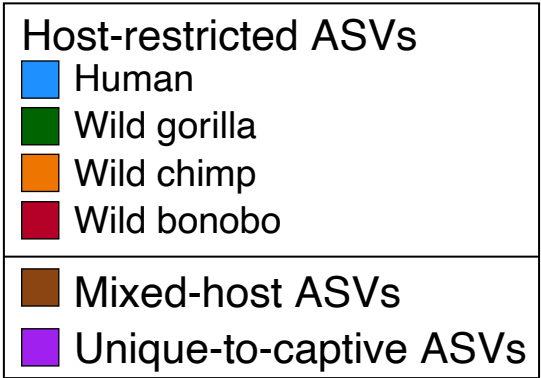 Host-restricted ASVs
Human
Wild gorilla
Wild chimp
Wild bonobo
Mixed-host ASVs
Unique-to-captive ASVs